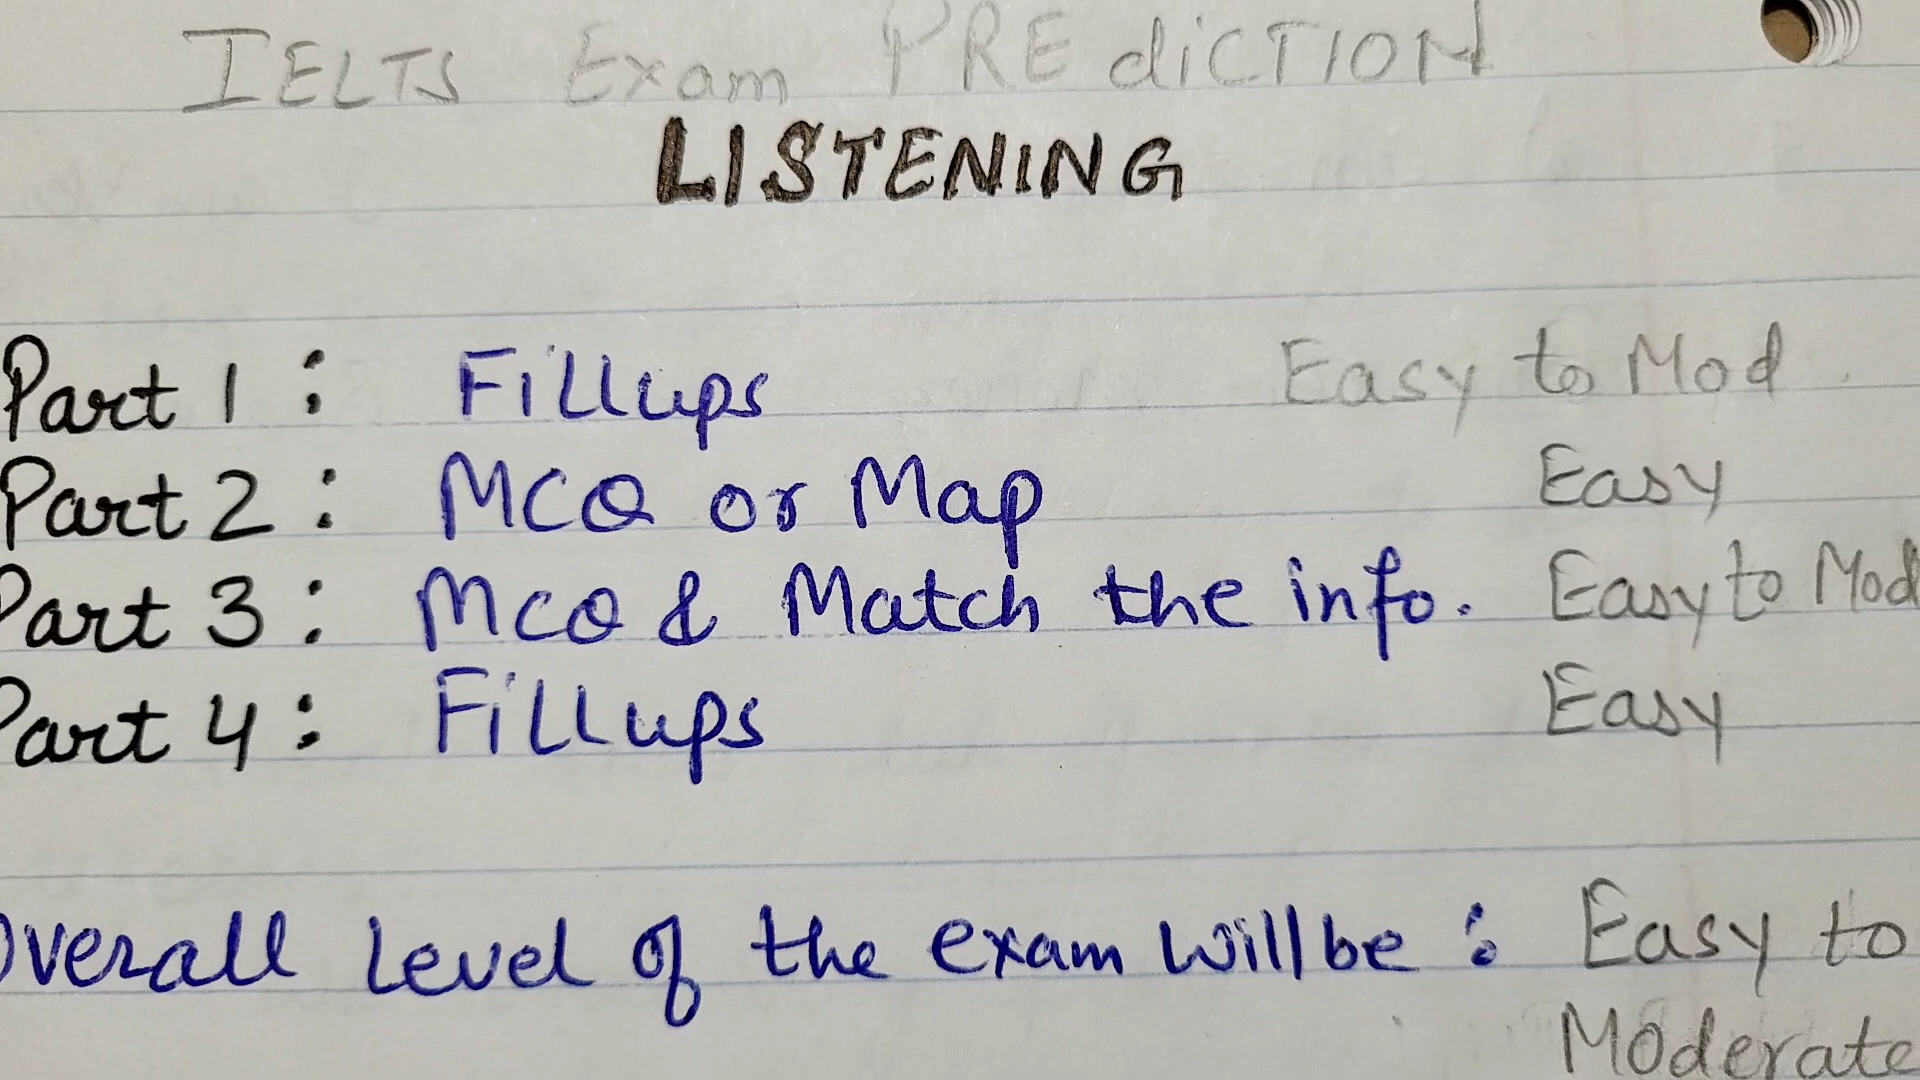 IELTS Exam PREdiCTION
LISTENING
Part 1 : Fillups Easy to Mod
Part 2 : MCQ or Map Easy
Part 3 : MCQ & Match the info. Easy to Mod
Part 4 : Fillups Easy
Overall level of the exam will be : Easy to
Moderate